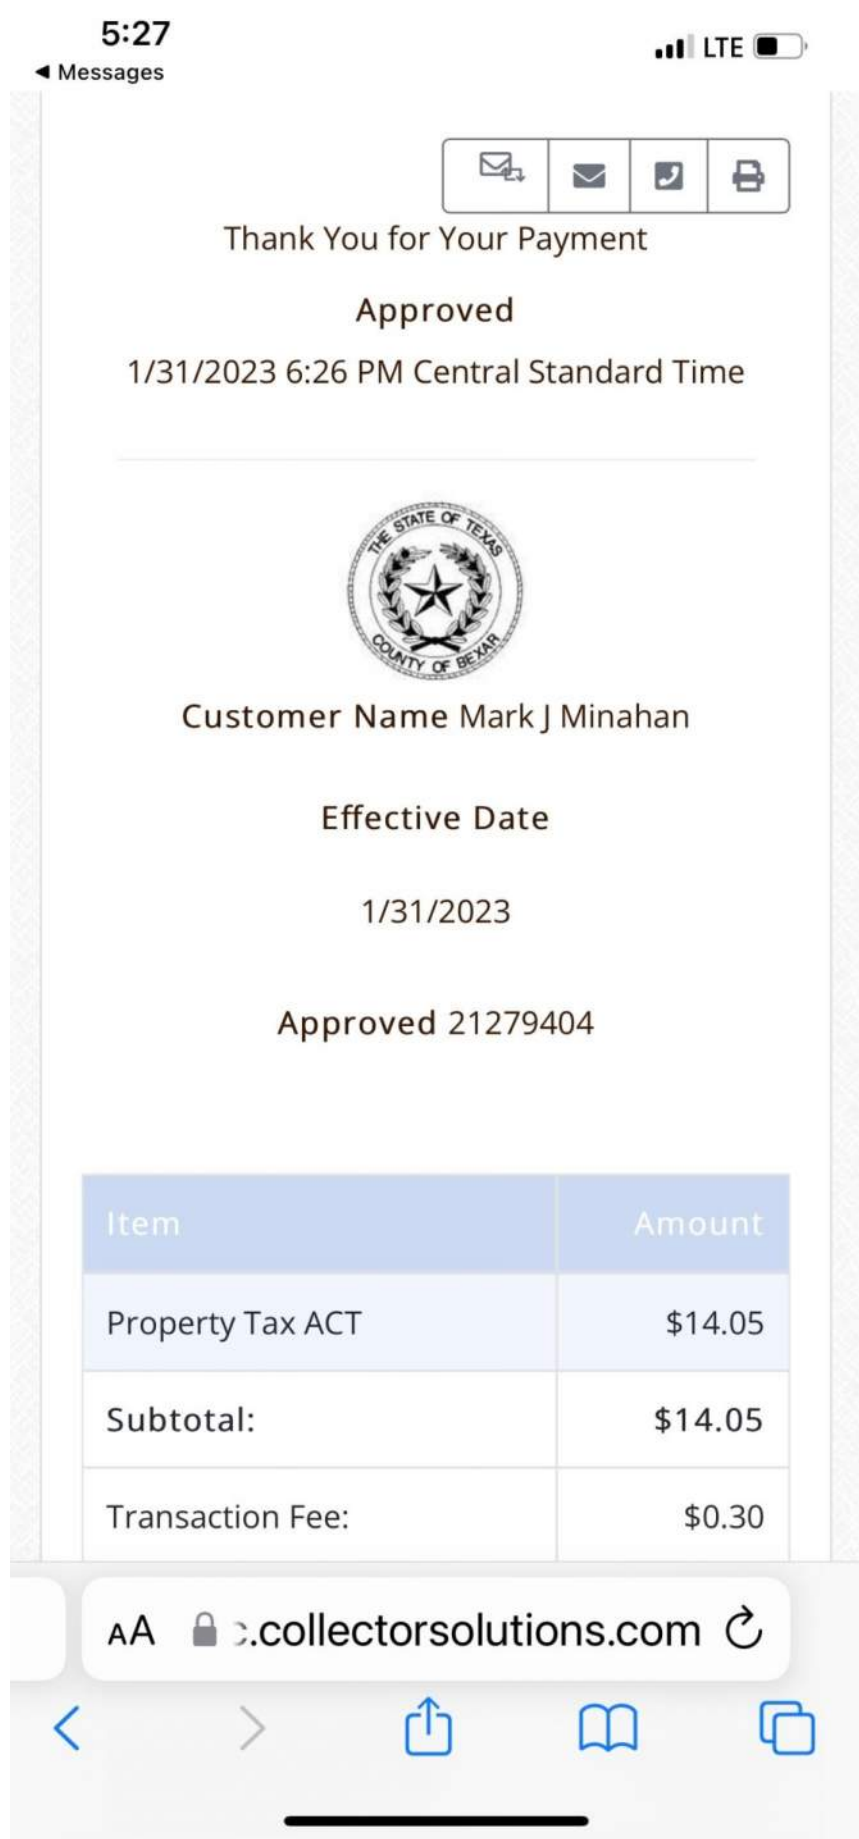 5:27
LTE
◀ Messages
Thank You for Your Payment
Approved
1/31/2023 6:26 PM Central Standard Time
THE STATE OF TEXAS
COUNTY OF BEXAR
Customer Name Mark J Minahan
Effective Date
1/31/2023
Approved 21279404
Item Amount
Property Tax ACT $14.05
Subtotal: $14.05
Transaction Fee: $0.30
AA .collectorsolutions.com